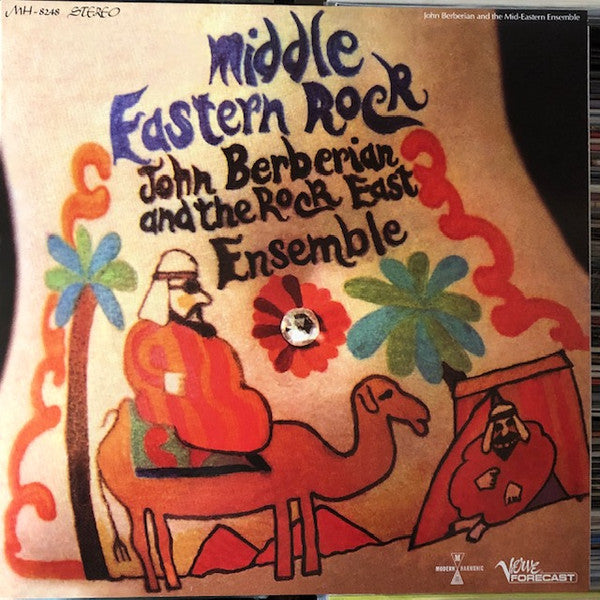 MH-8248 STEREO
John Berberian and the Mid-Eastern Ensemble
Middle
Eastern Rock
John Berberian
and the Rock East
Ensemble
M
MODERN HARMONIC
Verve
FORECAST